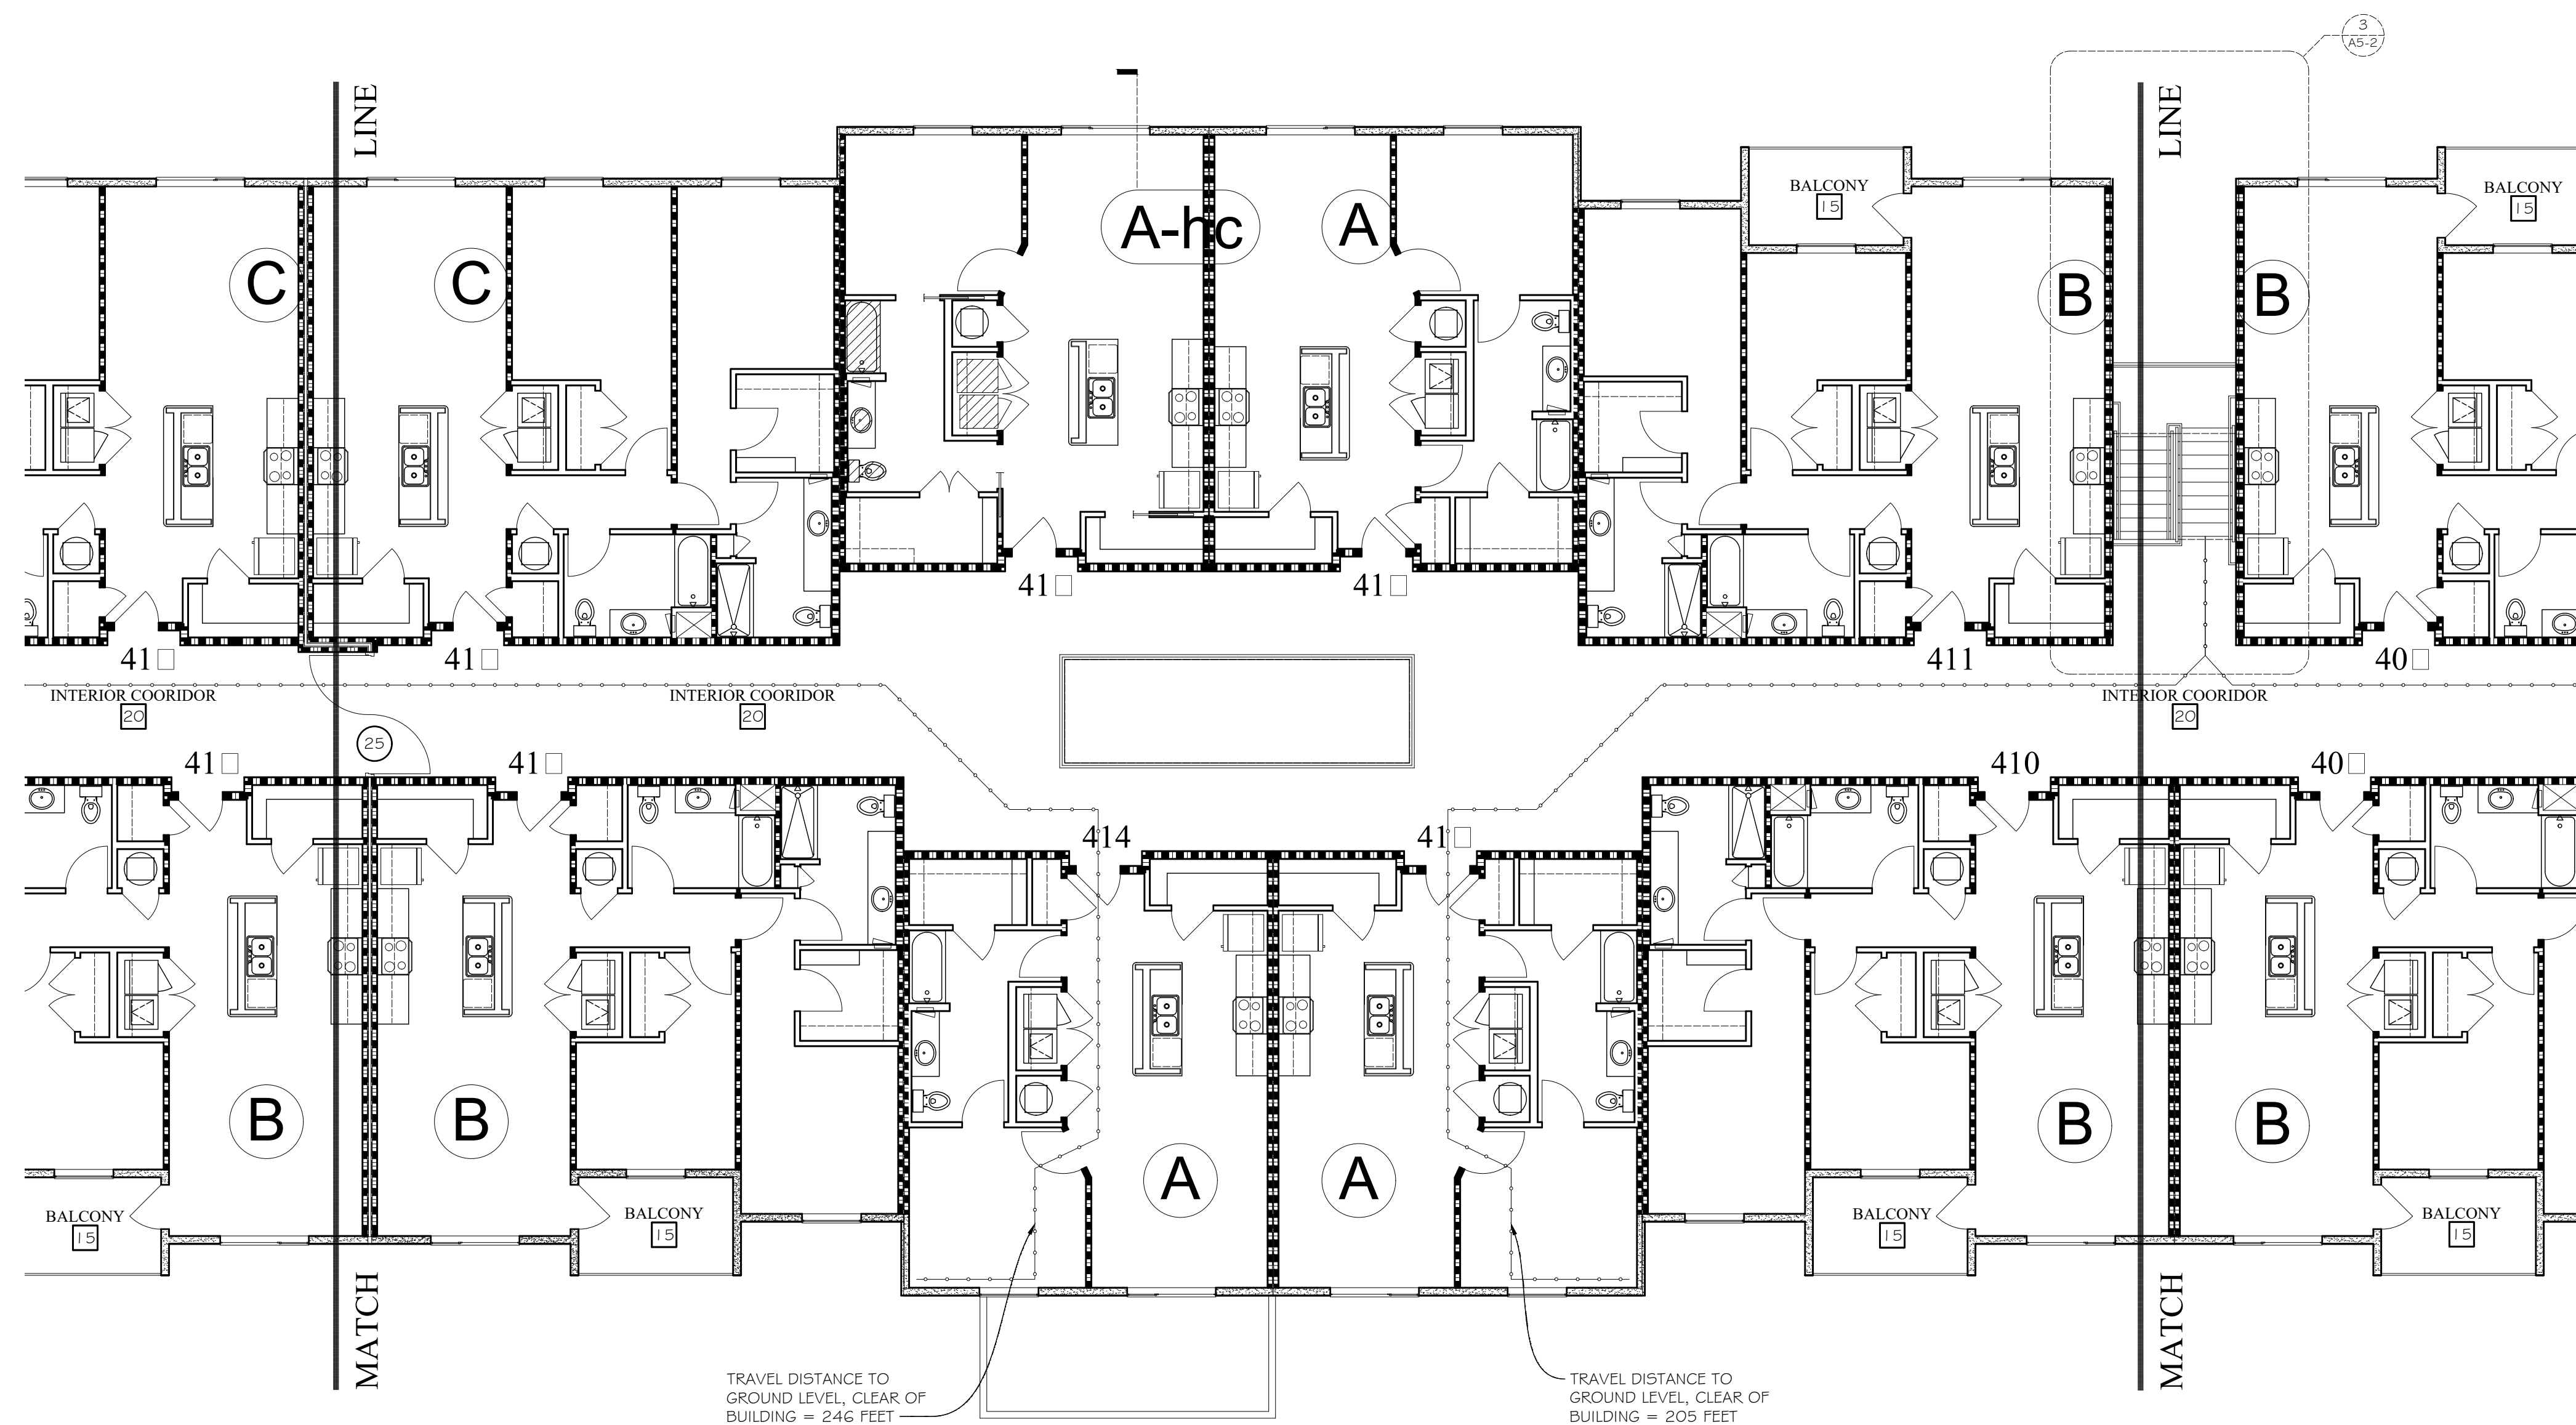 3
A5-2
LINE
LINE
BALCONY
15
BALCONY
15
A-hc
A
C
C
B
B
41
41
41
41
411
40
INTERIOR COORIDOR
20
INTERIOR COORIDOR
20
INTERIOR COORIDOR
20
25
41
41
410
40
414
41
B
B
A
A
B
B
BALCONY
15
BALCONY
15
BALCONY
15
BALCONY
15
MATCH
MATCH
TRAVEL DISTANCE TO
GROUND LEVEL, CLEAR OF
BUILDING = 246 FEET
TRAVEL DISTANCE TO
GROUND LEVEL, CLEAR OF
BUILDING = 205 FEET